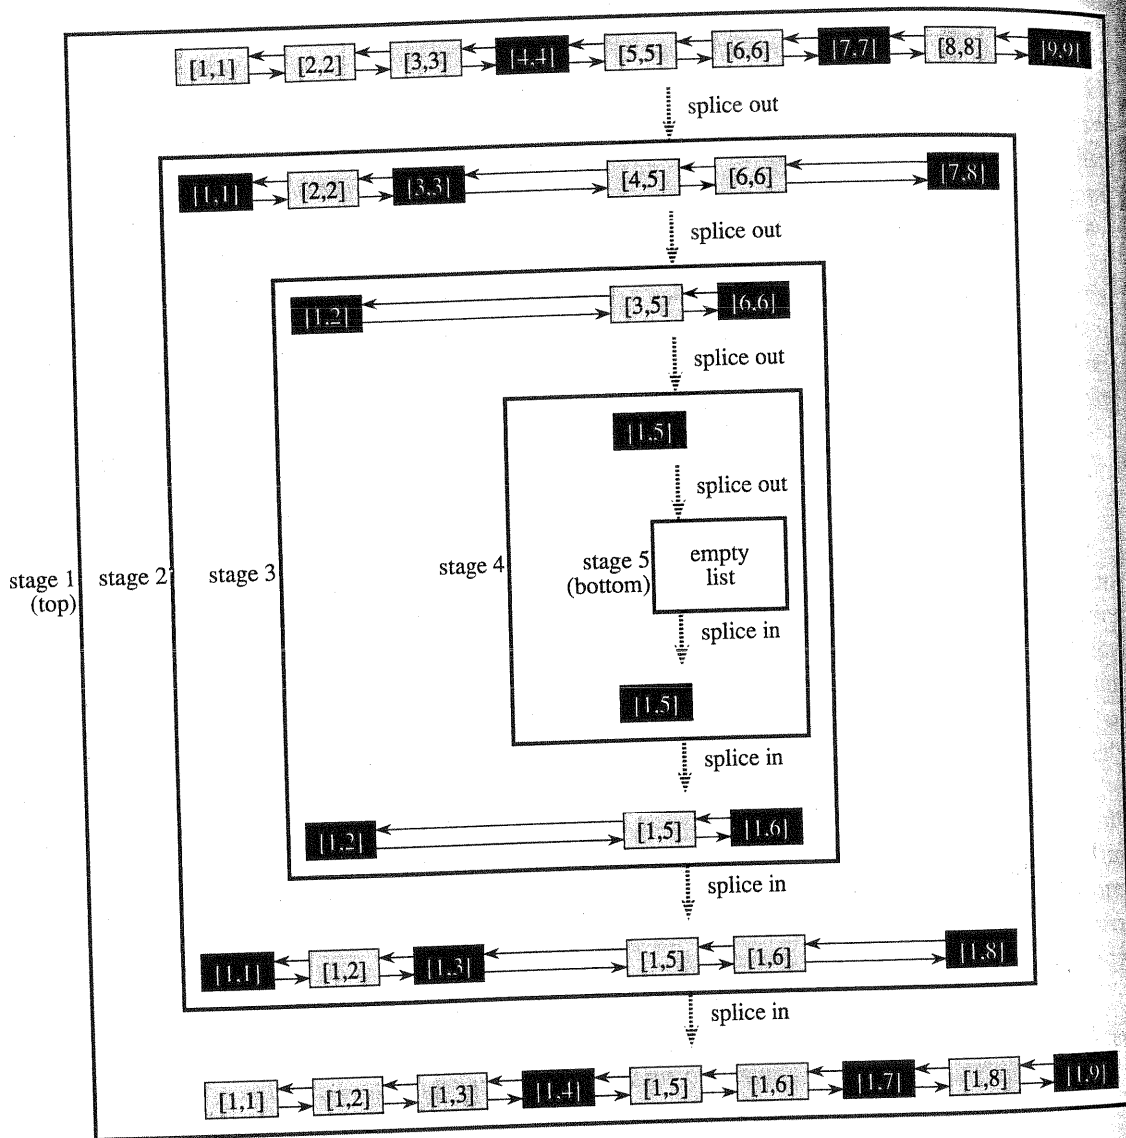 [1,1] [2,2] [3,3] [4,4] [5,5] [6,6] [7,7] [8,8] [9,9]
splice out
[1,1] [2,2] [3,3] [4,5] [6,6] [7,8]
splice out
[1,2] [3,5] [6,6]
splice out
[1,5]
splice out
stage 1
(top)
stage 2
stage 3
stage 4
stage 5
(bottom)
empty
list
splice in
[1,5]
splice in
[1,2] [1,5] [1,6]
splice in
[1,1] [1,2] [1,3] [1,5] [1,6] [1,8]
splice in
[1,1] [1,2] [1,3] [1,4] [1,5] [1,6] [1,7] [1,8] [1,9]